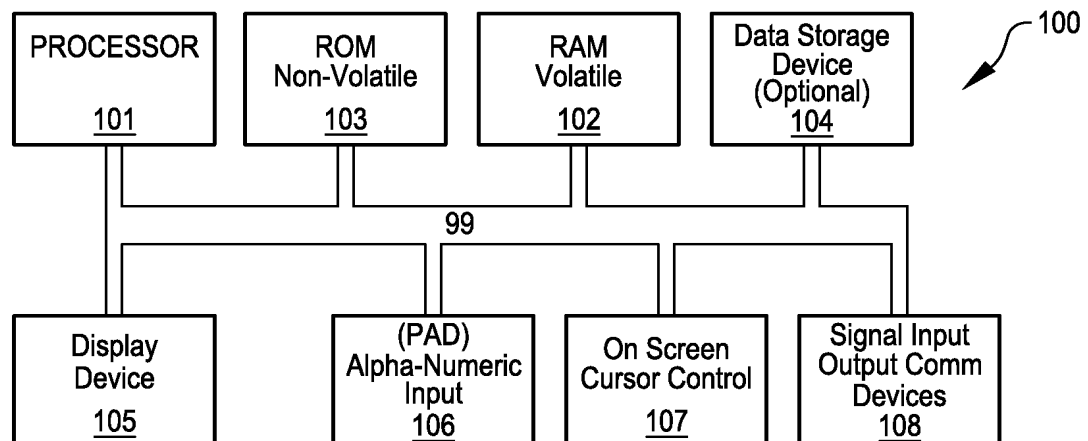 100
PROCESSOR
101
ROM
Non-Volatile
103
RAM
Volatile
102
Data Storage
Device
(Optional)
104
99
Display
Device
105
(PAD)
Alpha-Numeric
Input
106
On Screen
Cursor Control
107
Signal Input
Output Comm
Devices
108